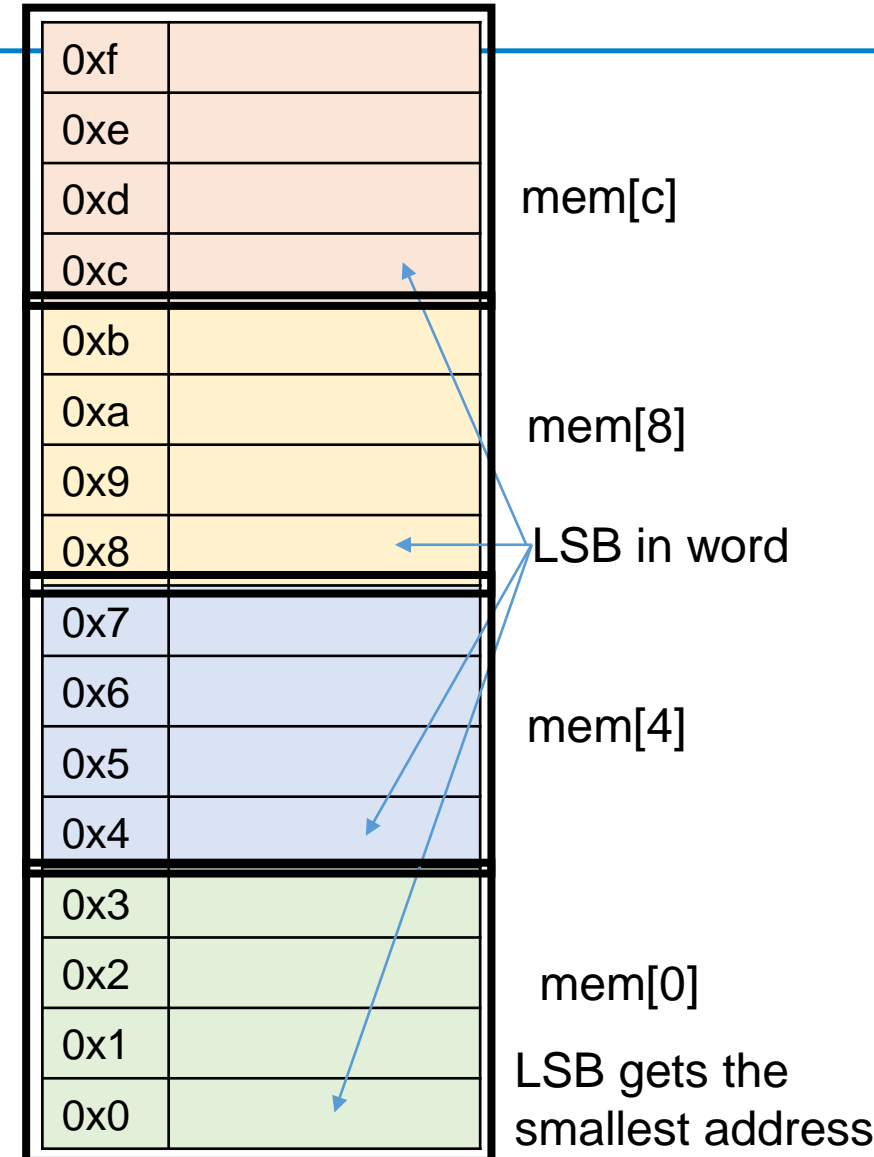 0xf
0xe
0xd
mem[c]
0xc
0xb
0xa
mem[8]
0x9
0x8
LSB in word
0x7
0x6
mem[4]
0x5
0x4
0x3
0x2
mem[0]
0x1
LSB gets the
0x0
smallest address